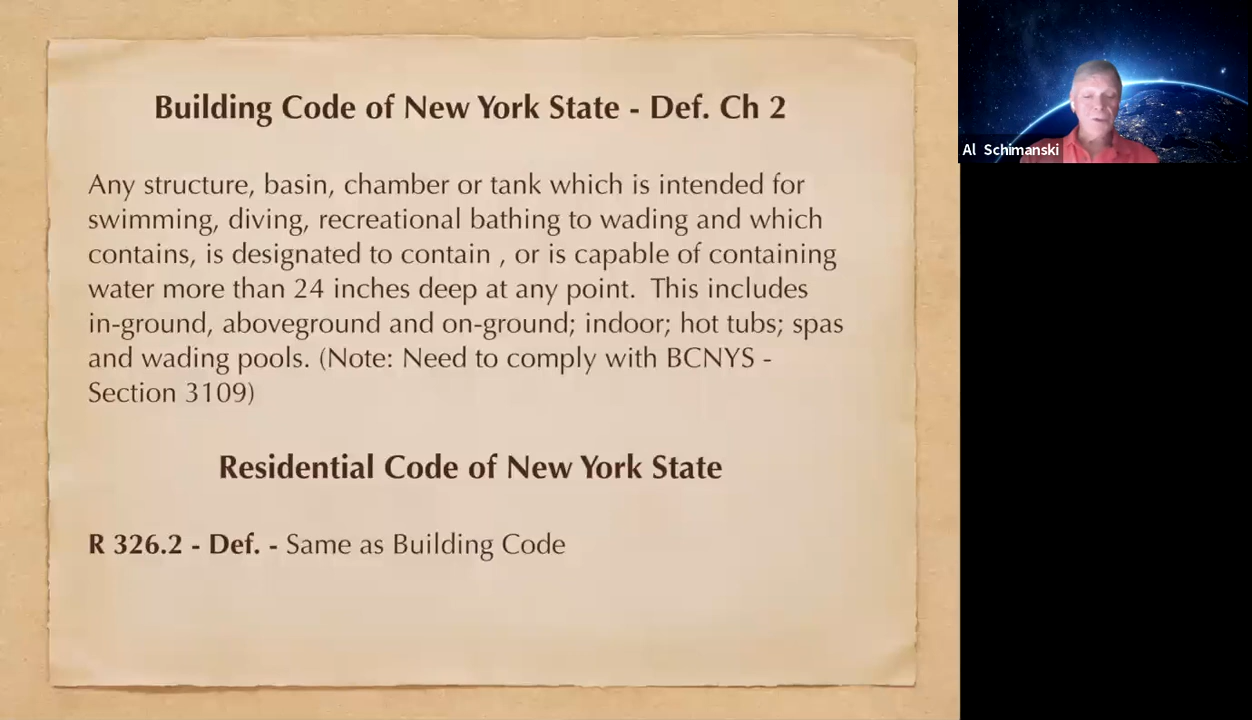 Building Code of New York State - Def. Ch 2
Any structure, basin, chamber or tank which is intended for
swimming, diving, recreational bathing to wading and which
contains, is designated to contain , or is capable of containing
water more than 24 inches deep at any point.  This includes
in-ground, aboveground and on-ground; indoor; hot tubs; spas
and wading pools. (Note: Need to comply with BCNYS -
Section 3109)
Residential Code of New York State
R 326.2 - Def. - Same as Building Code
Al  Schimanski